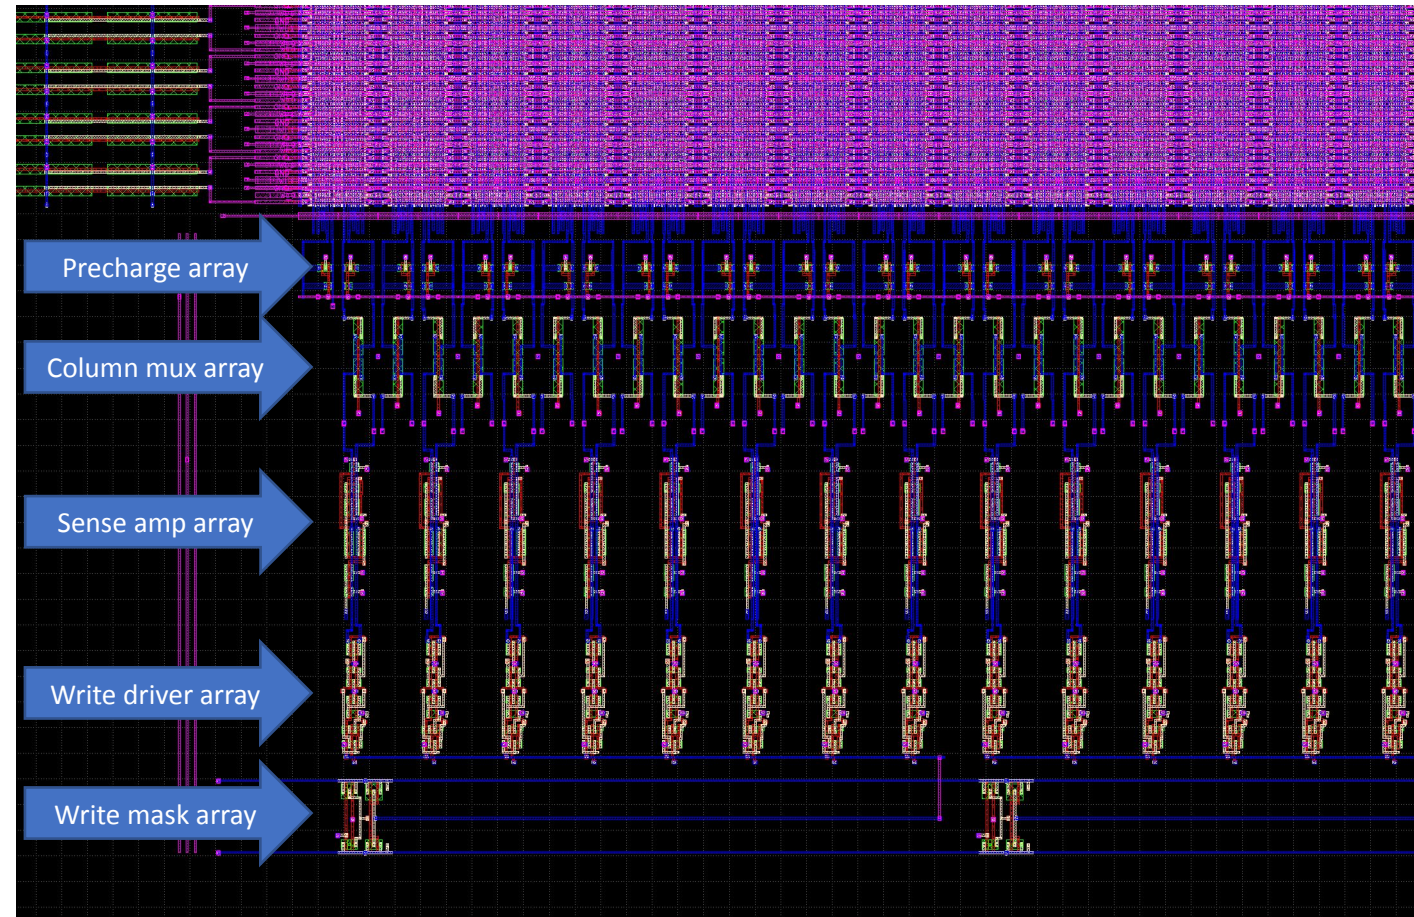 Precharge array
Column mux array
Sense amp array
Write driver array
Write mask array